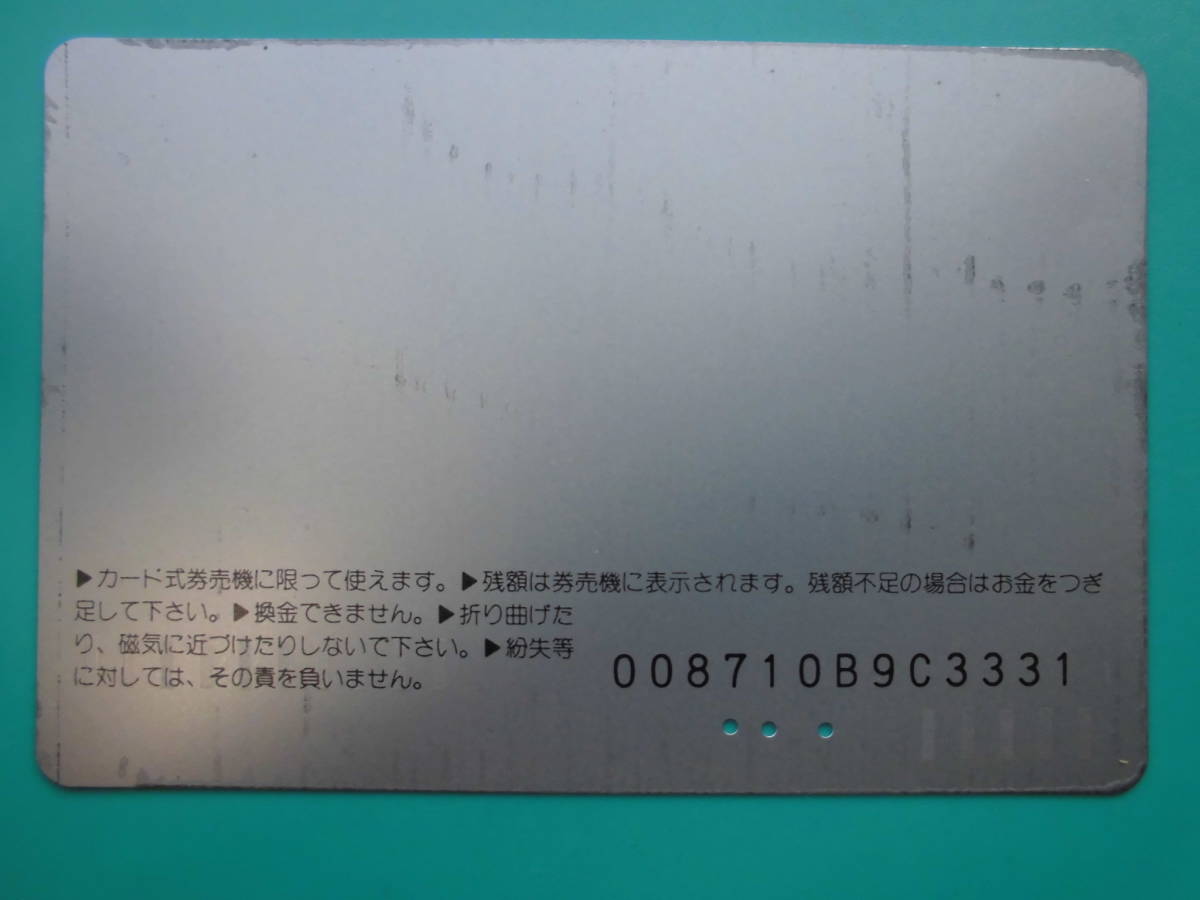 ▶カード式券売機に限って使えます。▶残額は券売機に表示されます。残額不足の場合はお金をつぎ
足して下さい。▶換金できません。▶折り曲げた
り、磁気に近づけたりしないで下さい。▶紛失等
に対しては、その責を負いません。
008710B9C3331